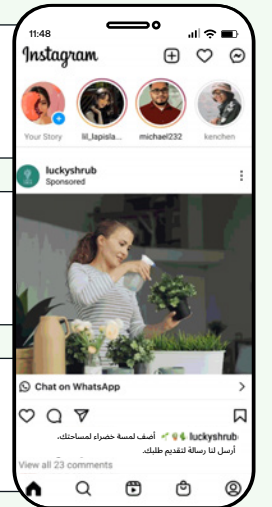 11:48
Instagram
Your Story
lil_lapisla...
michael232
kenchen
luckyshrub
Sponsored
Chat on WhatsApp
luckyshrub أضف لمسة خضراء لمساحتك،
أرسل لنا رسالة لتقديم طلبك.
View all 23 comments